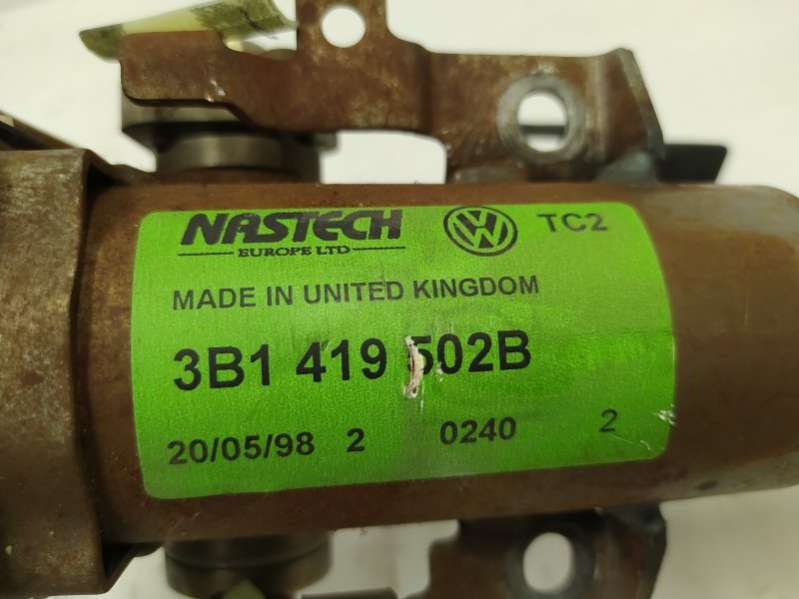 NASTECH TC2
EUROPE LTD
MADE IN UNITED KINGDOM
3B1 419 502B
20/05/98 2 0240 2